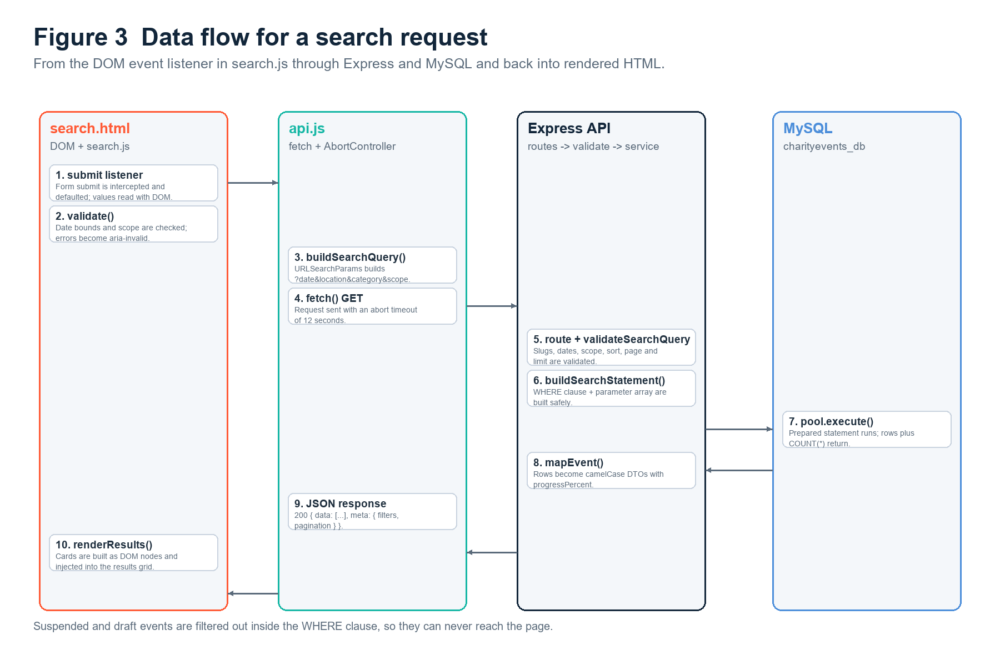 Figure 3  Data flow for a search request
From the DOM event listener in search.js through Express and MySQL and back into rendered HTML.
search.html
DOM + search.js
1. submit listener
Form submit is intercepted and
defaulted; values read with DOM.
2. validate()
Date bounds and scope are checked;
errors become aria-invalid.
10. renderResults()
Cards are built as DOM nodes and
injected into the results grid.
api.js
fetch + AbortController
3. buildSearchQuery()
URLSearchParams builds
?date&location&category&scope.
4. fetch() GET
Request sent with an abort timeout
of 12 seconds.
9. JSON response
200 { data: [...], meta: { filters,
pagination } }.
Express API
routes -> validate -> service
5. route + validateSearchQuery
Slugs, dates, scope, sort, page and
limit are validated.
6. buildSearchStatement()
WHERE clause + parameter array are
built safely.
8. mapEvent()
Rows become camelCase DTOs with
progressPercent.
MySQL
charityevents_db
7. pool.execute()
Prepared statement runs; rows plus
COUNT(*) return.
Suspended and draft events are filtered out inside the WHERE clause, so they can never reach the page.